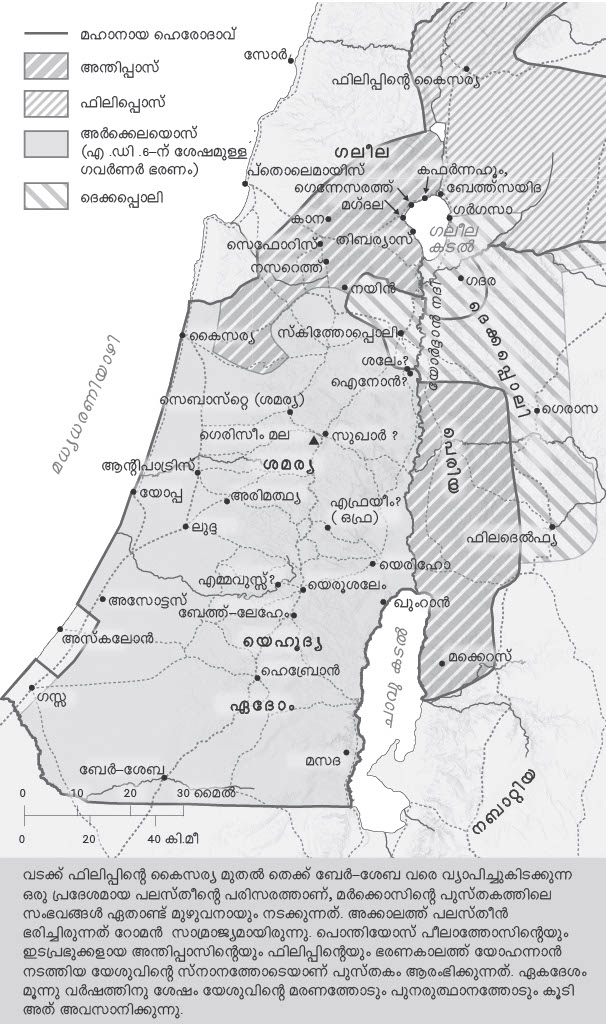 മഹാനായ ഹെരോദാവ്
അന്തിപ്പാസ്
ഫിലിപ്പൊസ്
അർക്കെലയൊസ്
(എ .ഡി .6-ന് ശേഷമുള്ള
ഗവർണർ ഭരണം)
ദെക്കപ്പൊലി
സോർ
ഫിലിപ്പിന്റെ കൈസര്യ
ഗലീല
പ്തൊലെമായിസ്
കഫർന്നഹൂം,
ഗെന്നേസരത്ത്
ബേത്ത്സയിദ
മഗ്ദല
ഗർഗസാ
കാന
ഗലീല
കടൽ
സെഫോറിസ്
തിബര്യാസ്
നസറെത്ത്
നയിൻ
ഗദര
യോർദ്ദാൻ നദി
ദെക്കപ്പൊലി
കൈസര്യ
സ്കിത്തോപ്പൊലി
ശലേം?
ഐനോൻ?
മധ്യധരണിയാഴി
സെബാസ്റ്റെ (ശമര്യ)
ഗെരാസ
ഗെരിസീം മല
സുഖാർ ?
പെരിയ
ശമര്യ
ആന്റിപാട്രിസ്
യോപ്പ
അരിമത്ഥ്യ
എഫ്രയീം?
(ഒഫ്ര)
ലുദ്ദ
ഫിലദെൽഫ്യ
യെരിഹോ
എമ്മവുസ്സ്?
യെരൂശലേം
അസോട്ടസ്
ബേത്ത്-ലേഹേം
ഖുംറാൻ
അസ്കലോൻ
യെഹൂദ്യ
ചാവു കടൽ
ഹെബ്രോൻ
മക്കെറസ്
ഗസ്സ
ഏദോം
മസദ
ബേർ-ശേബ
നബാറ്റിയ
0 10 20 30 മൈൽ
0 20 40 കി.മീ
വടക്ക് ഫിലിപ്പിന്റെ കൈസര്യ മുതൽ തെക്ക് ബേർ-ശേബ വരെ വ്യാപിച്ചുകിടക്കുന്ന
ഒരു പ്രദേശമായ പലസ്തീന്റെ പരിസരത്താണ്, മർക്കൊസിന്റെ പുസ്തകത്തിലെ
സംഭവങ്ങൾ ഏതാണ്ട് മുഴുവനായും നടക്കുന്നത്. അക്കാലത്ത് പലസ്തീൻ
ഭരിച്ചിരുന്നത് റോമൻ സാമ്രാജ്യമായിരുന്നു. പൊന്തിയോസ് പീലാത്തോസിന്റെയും
ഇടപ്രഭുക്കളായ അന്തിപ്പാസിന്റെയും ഫിലിപ്പിന്റെയും ഭരണകാലത്ത് യോഹന്നാൻ
നടത്തിയ യേശുവിന്റെ സ്നാനത്തോടെയാണ് പുസ്തകം ആരംഭിക്കുന്നത്. ഏകദേശം
മൂന്നു വർഷത്തിനു ശേഷം യേശുവിന്റെ മരണത്തോടും പുനരുത്ഥാനത്തോടും കൂടി
അത് അവസാനിക്കുന്നു.